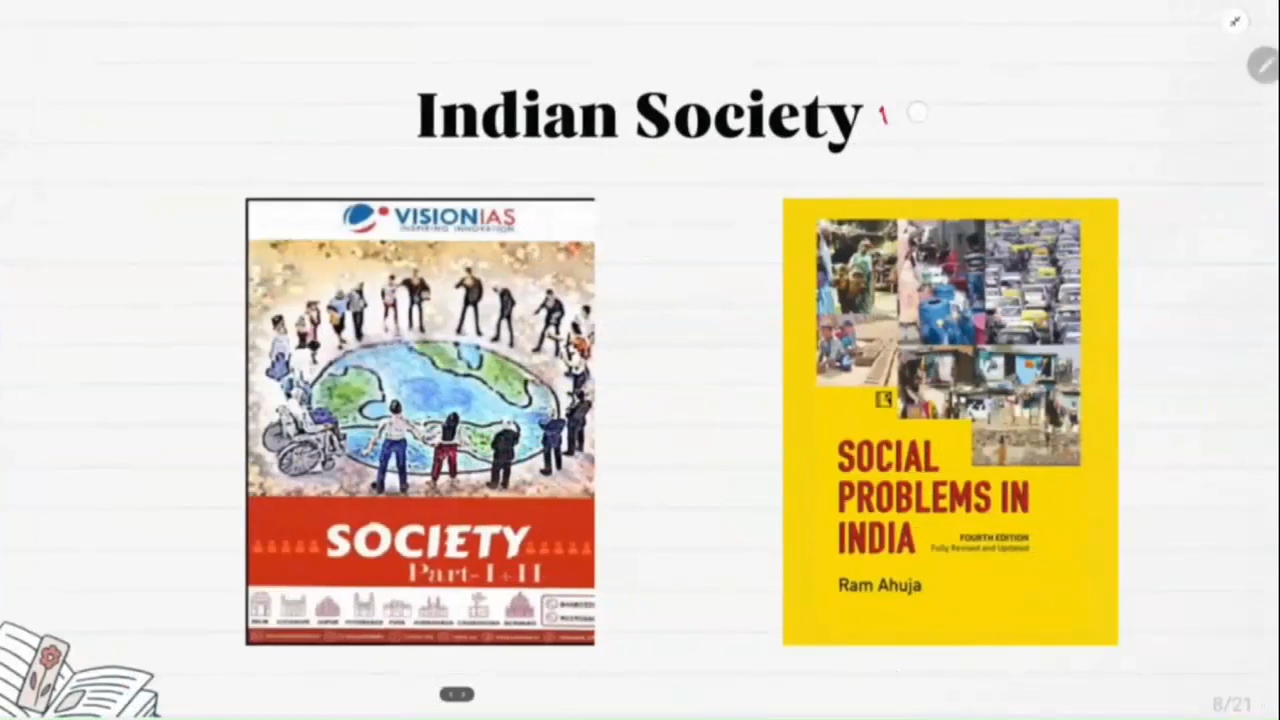 Indian Society
VISIONIAS
INSPIRING INNOVATION
SOCIETY
Part-I+II
SOCIAL
PROBLEMS IN
INDIA
FOURTH EDITION
Fully Revised and Updated
Ram Ahuja
8/21